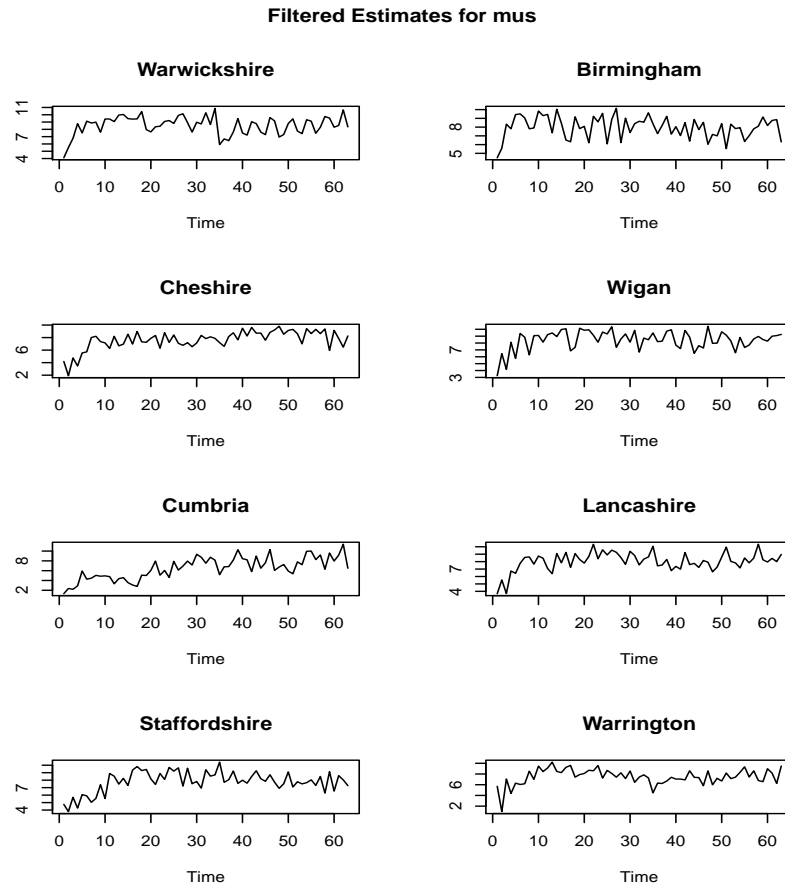 Filtered Estimates for mus
Warwickshire
Birmingham
4 7 11
5 8
0 10 20 30 40 50 60
0 10 20 30 40 50 60
Time
Time
Cheshire
Wigan
2 6
3 7
0 10 20 30 40 50 60
0 10 20 30 40 50 60
Time
Time
Cumbria
Lancashire
2 8
4 7
0 10 20 30 40 50 60
0 10 20 30 40 50 60
Time
Time
Staffordshire
Warrington
4 7
2 6
0 10 20 30 40 50 60
0 10 20 30 40 50 60
Time
Time